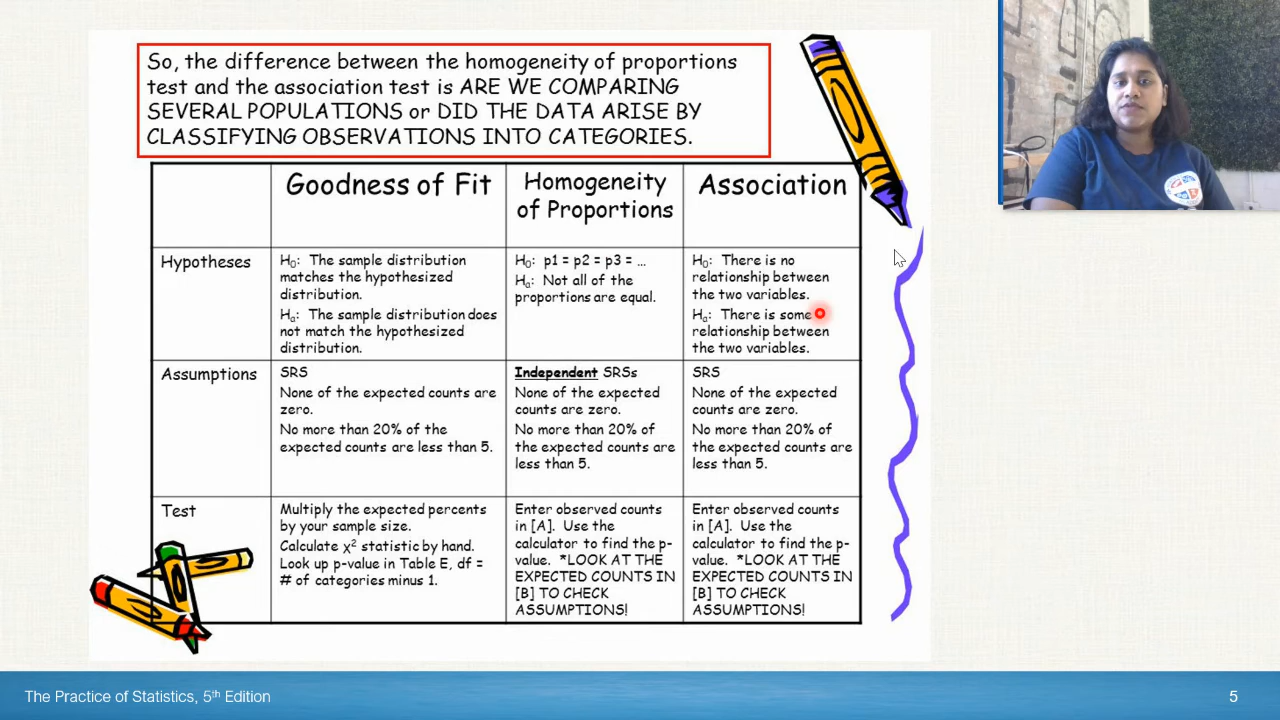 So, the difference between the homogeneity of proportions
test and the association test is ARE WE COMPARING
SEVERAL POPULATIONS or DID THE DATA ARISE BY
CLASSIFYING OBSERVATIONS INTO CATEGORIES.
Goodness of Fit
Homogeneity
of Proportions
Association
Hypotheses
H₀: The sample distribution
matches the hypothesized
distribution.
Hₐ: The sample distribution does
not match the hypothesized
distribution.
H₀: p1 = p2 = p3 = …
Hₐ: Not all of the
proportions are equal.
H₀: There is no
relationship between
the two variables.
Hₐ: There is some
relationship between
the two variables.
Assumptions
SRS
None of the expected counts are
zero.
No more than 20% of the
expected counts are less than 5.
Independent SRSs
None of the expected
counts are zero.
No more than 20% of
the expected counts are
less than 5.
SRS
None of the expected
counts are zero.
No more than 20% of
the expected counts are
less than 5.
Test
Multiply the expected percents
by your sample size.
Calculate χ² statistic by hand.
Look up p-value in Table E, df =
# of categories minus 1.
Enter observed counts
in [A]. Use the
calculator to find the p-
value. *LOOK AT THE
EXPECTED COUNTS IN
[B] TO CHECK
ASSUMPTIONS!
Enter observed counts
in [A]. Use the
calculator to find the p-
value. *LOOK AT THE
EXPECTED COUNTS IN
[B] TO CHECK
ASSUMPTIONS!
The Practice of Statistics, 5th Edition
5